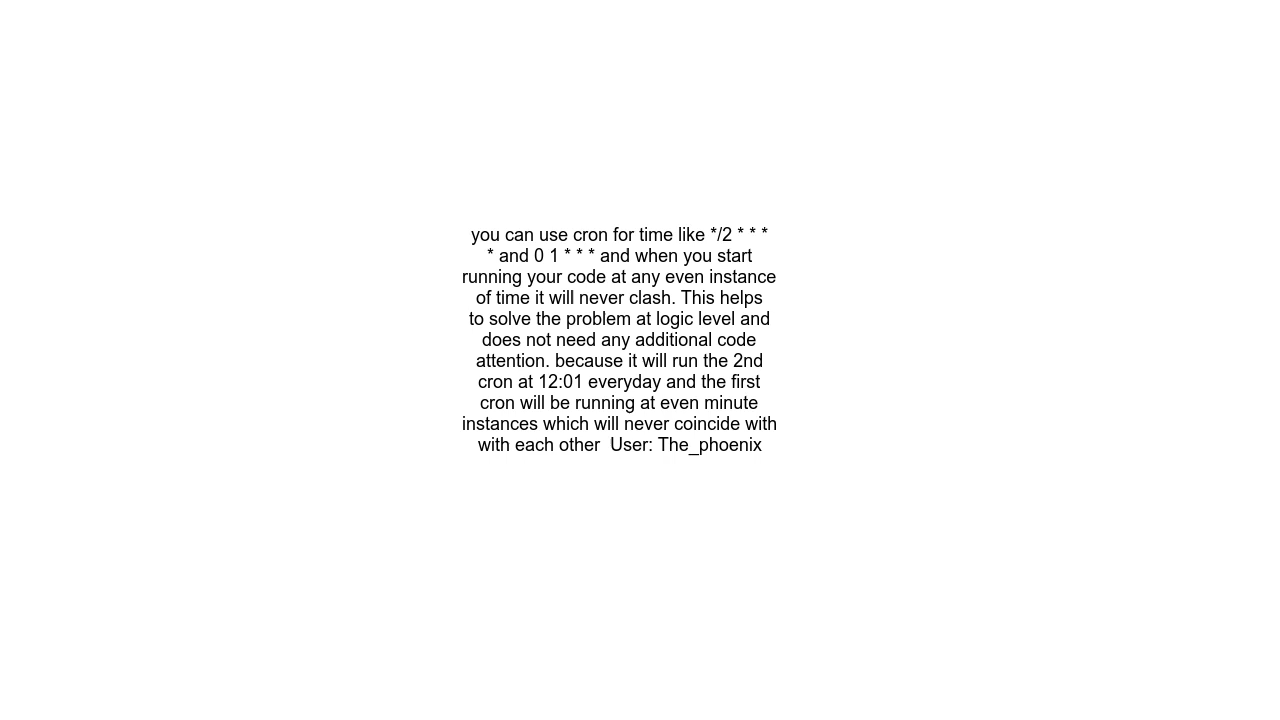 you can use cron for time like */2 * * *
* and 0 1 * * * and when you start
running your code at any even instance
of time it will never clash. This helps
to solve the problem at logic level and
does not need any additional code
attention. because it will run the 2nd
cron at 12:01 everyday and the first
cron will be running at even minute
instances which will never coincide with
with each other  User: The_phoenix